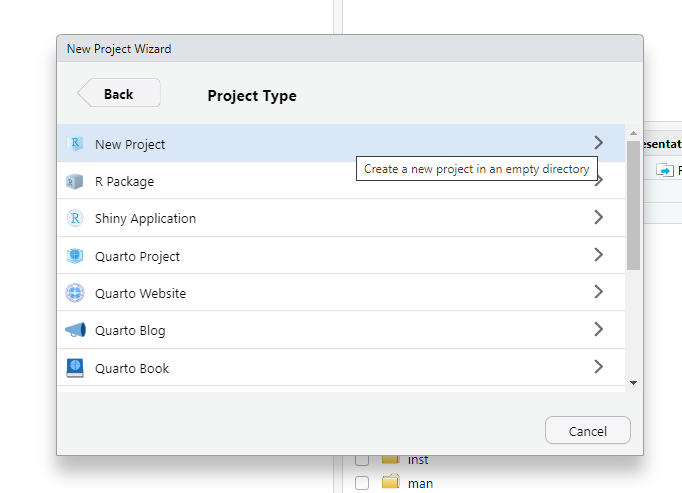 New Project Wizard
Back
Project Type
New Project
Create a new project in an empty directory
R Package
Shiny Application
Quarto Project
Quarto Website
Quarto Blog
Quarto Book
Cancel
inst
man